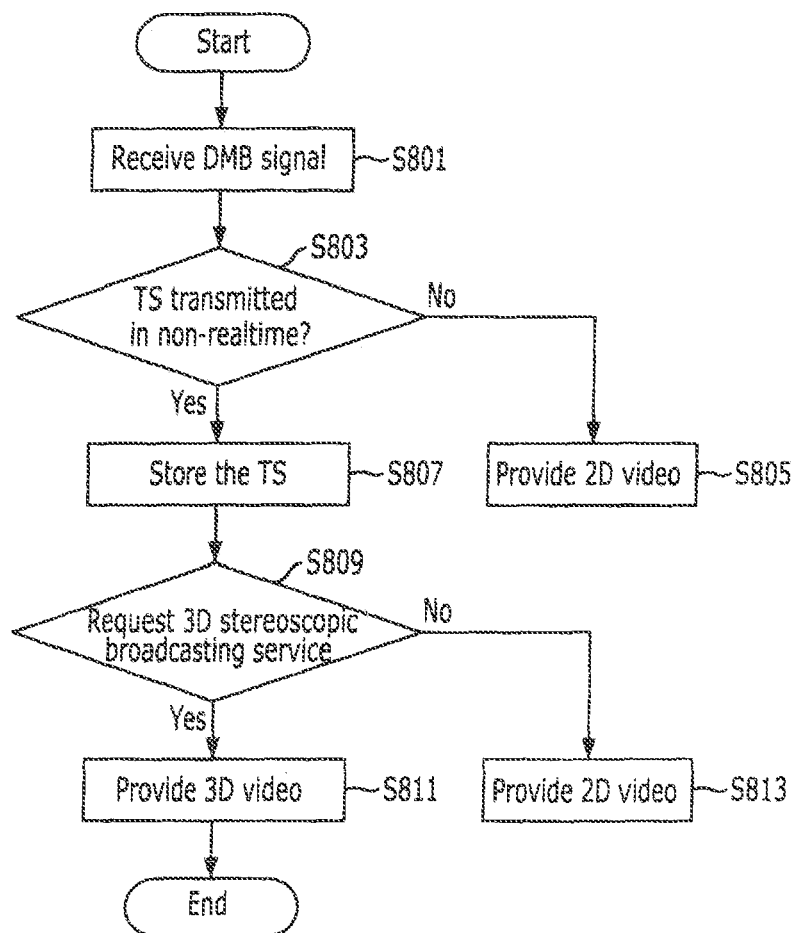 Start
Receive DMB signal
S801
S803
TS transmitted
in non-realtime?
No
Yes
Store the TS
S807
Provide 2D video
S805
S809
Request 3D stereoscopic
broadcasting service
No
Yes
Provide 3D video
S811
Provide 2D video
S813
End